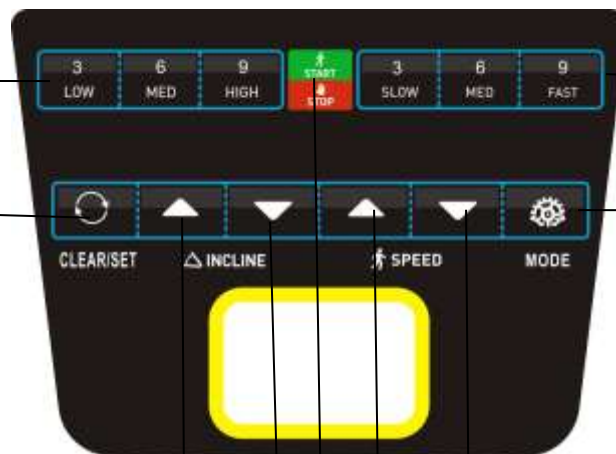 3 6 9 START 3 6 9
LOW MED HIGH STOP SLOW MED FAST
CLEAR/SET INCLINE SPEED MODE